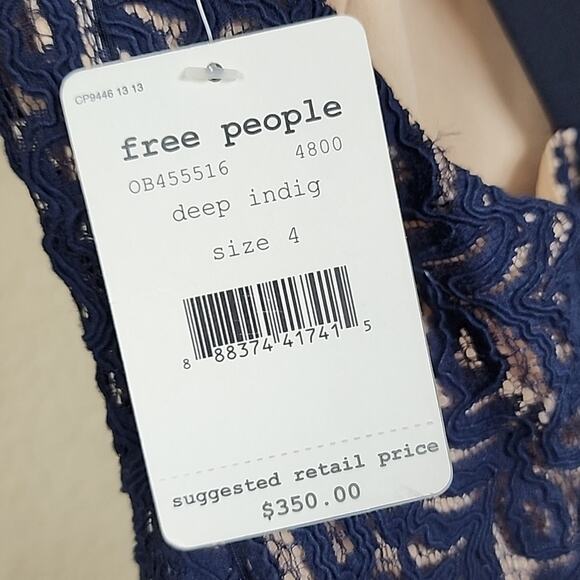 CP9446 13 13
free people
OB455516 4800
deep indig
size 4
8 88374 41741 5
suggested retail price
$350.00